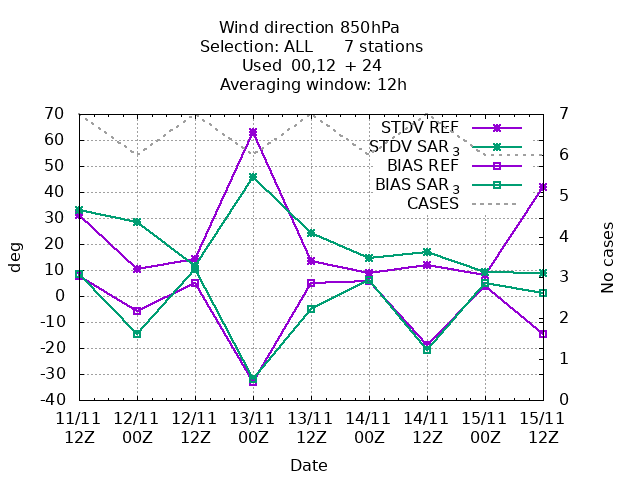 Wind direction 850hPa
Selection: ALL 7 stations
Used 00,12 + 24
Averaging window: 12h
70
60
50
40
30
20
10
0
-10
-20
-30
-40
deg
7
6
5
4
3
2
1
0
No cases
STDV REF
STDV SAR 3
BIAS REF
BIAS SAR 3
CASES
11/11 12/11 12/11 13/11 13/11 14/11 14/11 15/11 15/11
12Z 00Z 12Z 00Z 12Z 00Z 12Z 00Z 12Z
Date